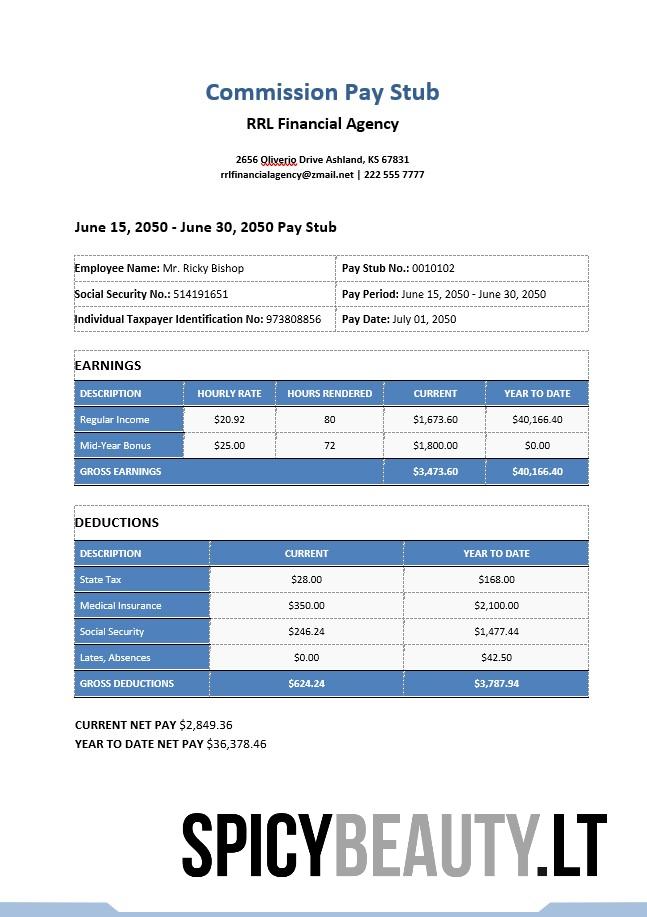 Commission Pay Stub
RRL Financial Agency
2656 Oliverio Drive Ashland, KS 67831
rrlfinancialagency@zmail.net | 222 555 7777
June 15, 2050 - June 30, 2050 Pay Stub
Employee Name: Mr. Ricky Bishop Pay Stub No.: 0010102
Social Security No.: 514191651 Pay Period: June 15, 2050 - June 30, 2050
Individual Taxpayer Identification No: 973808856 Pay Date: July 01, 2050
EARNINGS
DESCRIPTION HOURLY RATE HOURS RENDERED CURRENT YEAR TO DATE
Regular Income $20.92 80 $1,673.60 $40,166.40
Mid-Year Bonus $25.00 72 $1,800.00 $0.00
GROSS EARNINGS $3,473.60 $40,166.40
DEDUCTIONS
DESCRIPTION CURRENT YEAR TO DATE
State Tax $28.00 $168.00
Medical Insurance $350.00 $2,100.00
Social Security $246.24 $1,477.44
Lates, Absences $0.00 $42.50
GROSS DEDUCTIONS $624.24 $3,787.94
CURRENT NET PAY $2,849.36
YEAR TO DATE NET PAY $36,378.46
SPICYBEAUTY.LT